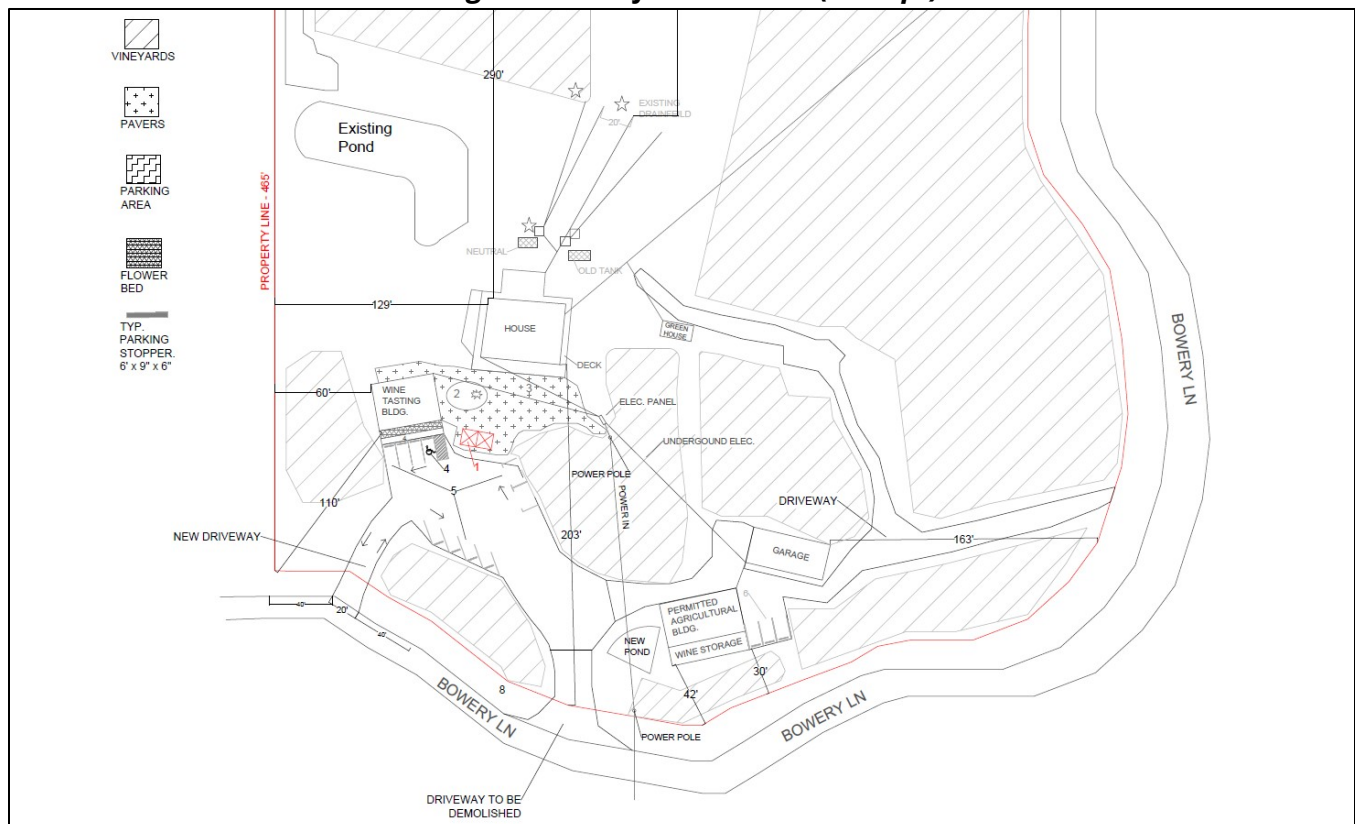 VINEYARDS
PAVERS
PARKING
AREA
FLOWER
BED
TYP.
PARKING
STOPPER.
6' x 9" x 6"
290'
Existing
Pond
EXISTING
DRAINFEILD
20'
PROPERTY LINE - 465'
NEUTRAL
OLD TANK
129'
HOUSE
GREEN
HOUSE
DECK
BOWERY LN
60'
WINE
TASTING
BLDG.
2
3
ELEC. PANEL
UNDERGOUND ELEC.
4
4
1
5
POWER POLE
POWER IN
110'
DRIVEWAY
NEW DRIVEWAY
203'
GARAGE
163'
40'
20'
40'
PERMITTED
AGRICULTURAL
BLDG.
WINE STORAGE
6
NEW
POND
8
42'
30'
BOWERY LN
BOWERY LN
POWER POLE
DRIVEWAY TO BE
DEMOLISHED